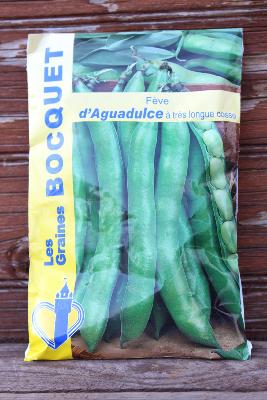 Les Graines BOCQUET
Fève
d'Aguadulce à très longue cosse